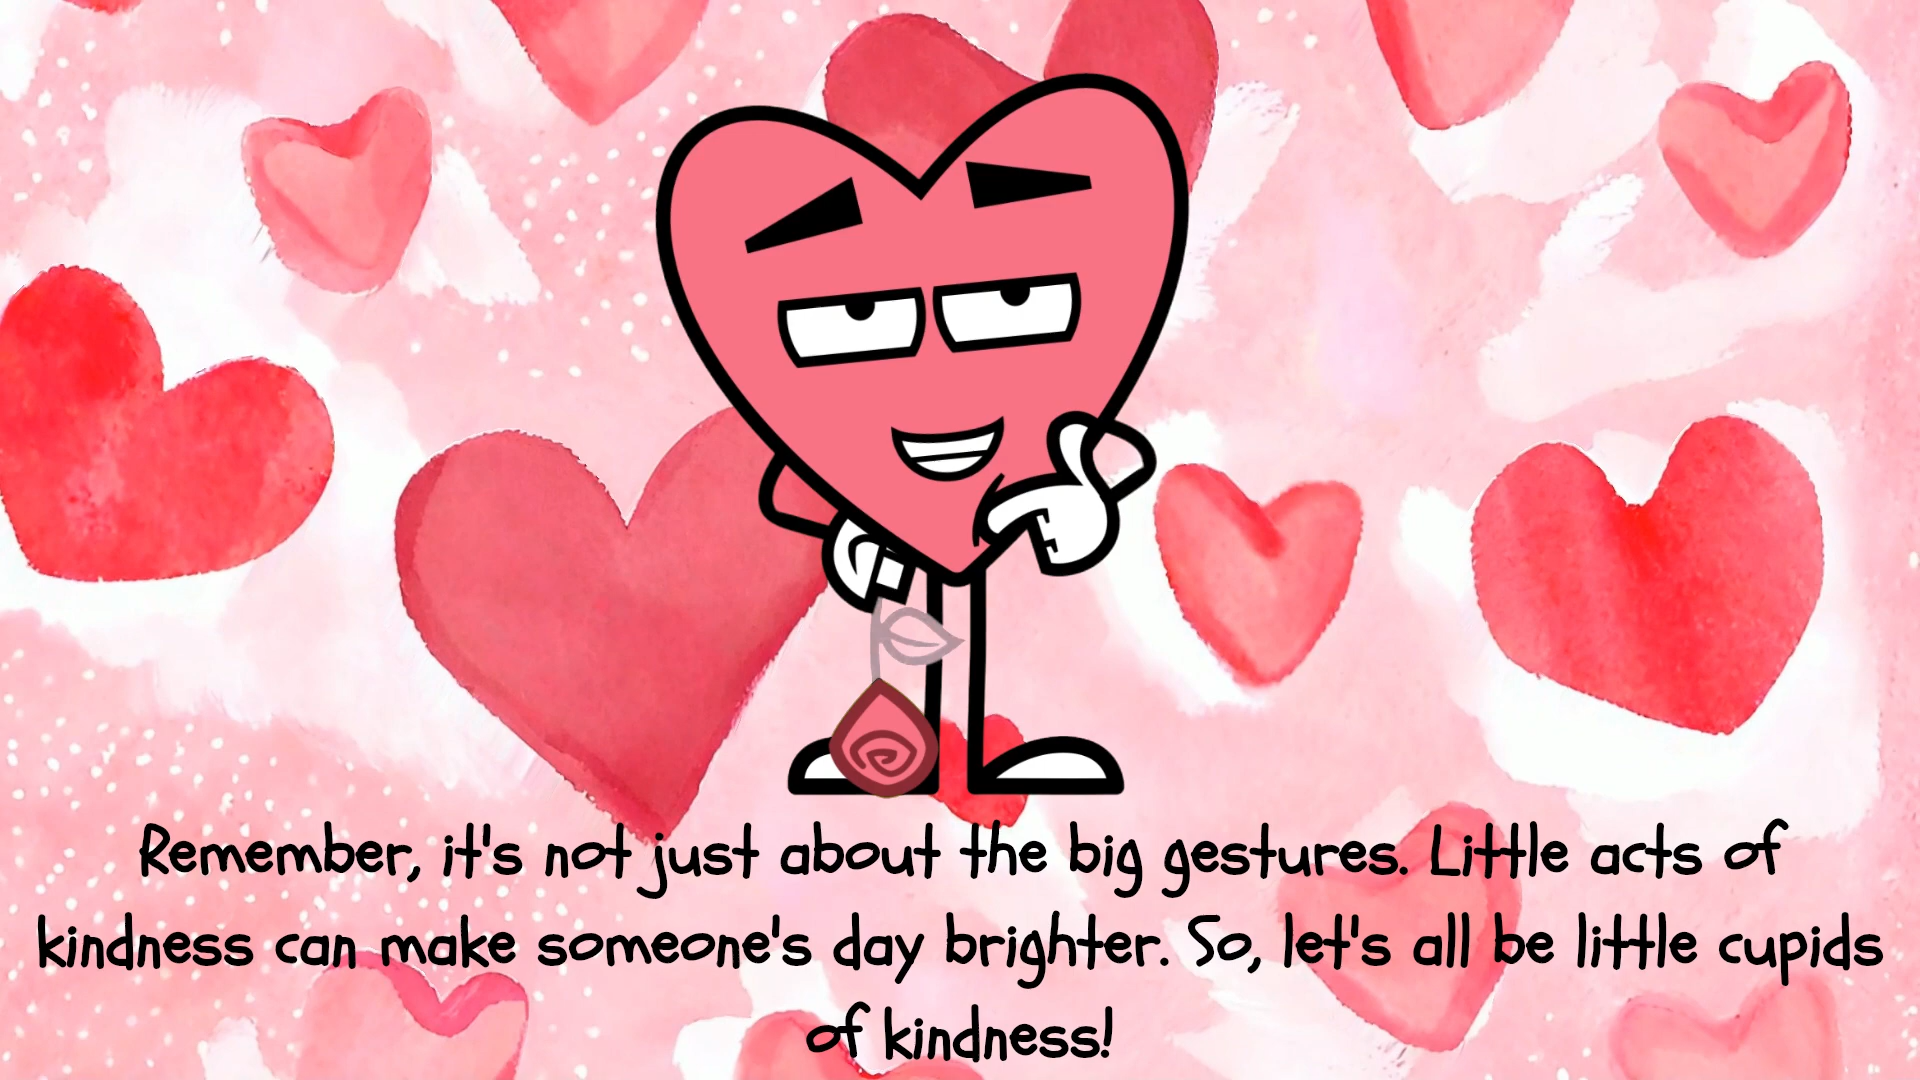 Remember, it's not just about the big gestures. Little acts of
kindness can make someone's day brighter. So, let's all be little cupids
of kindness!